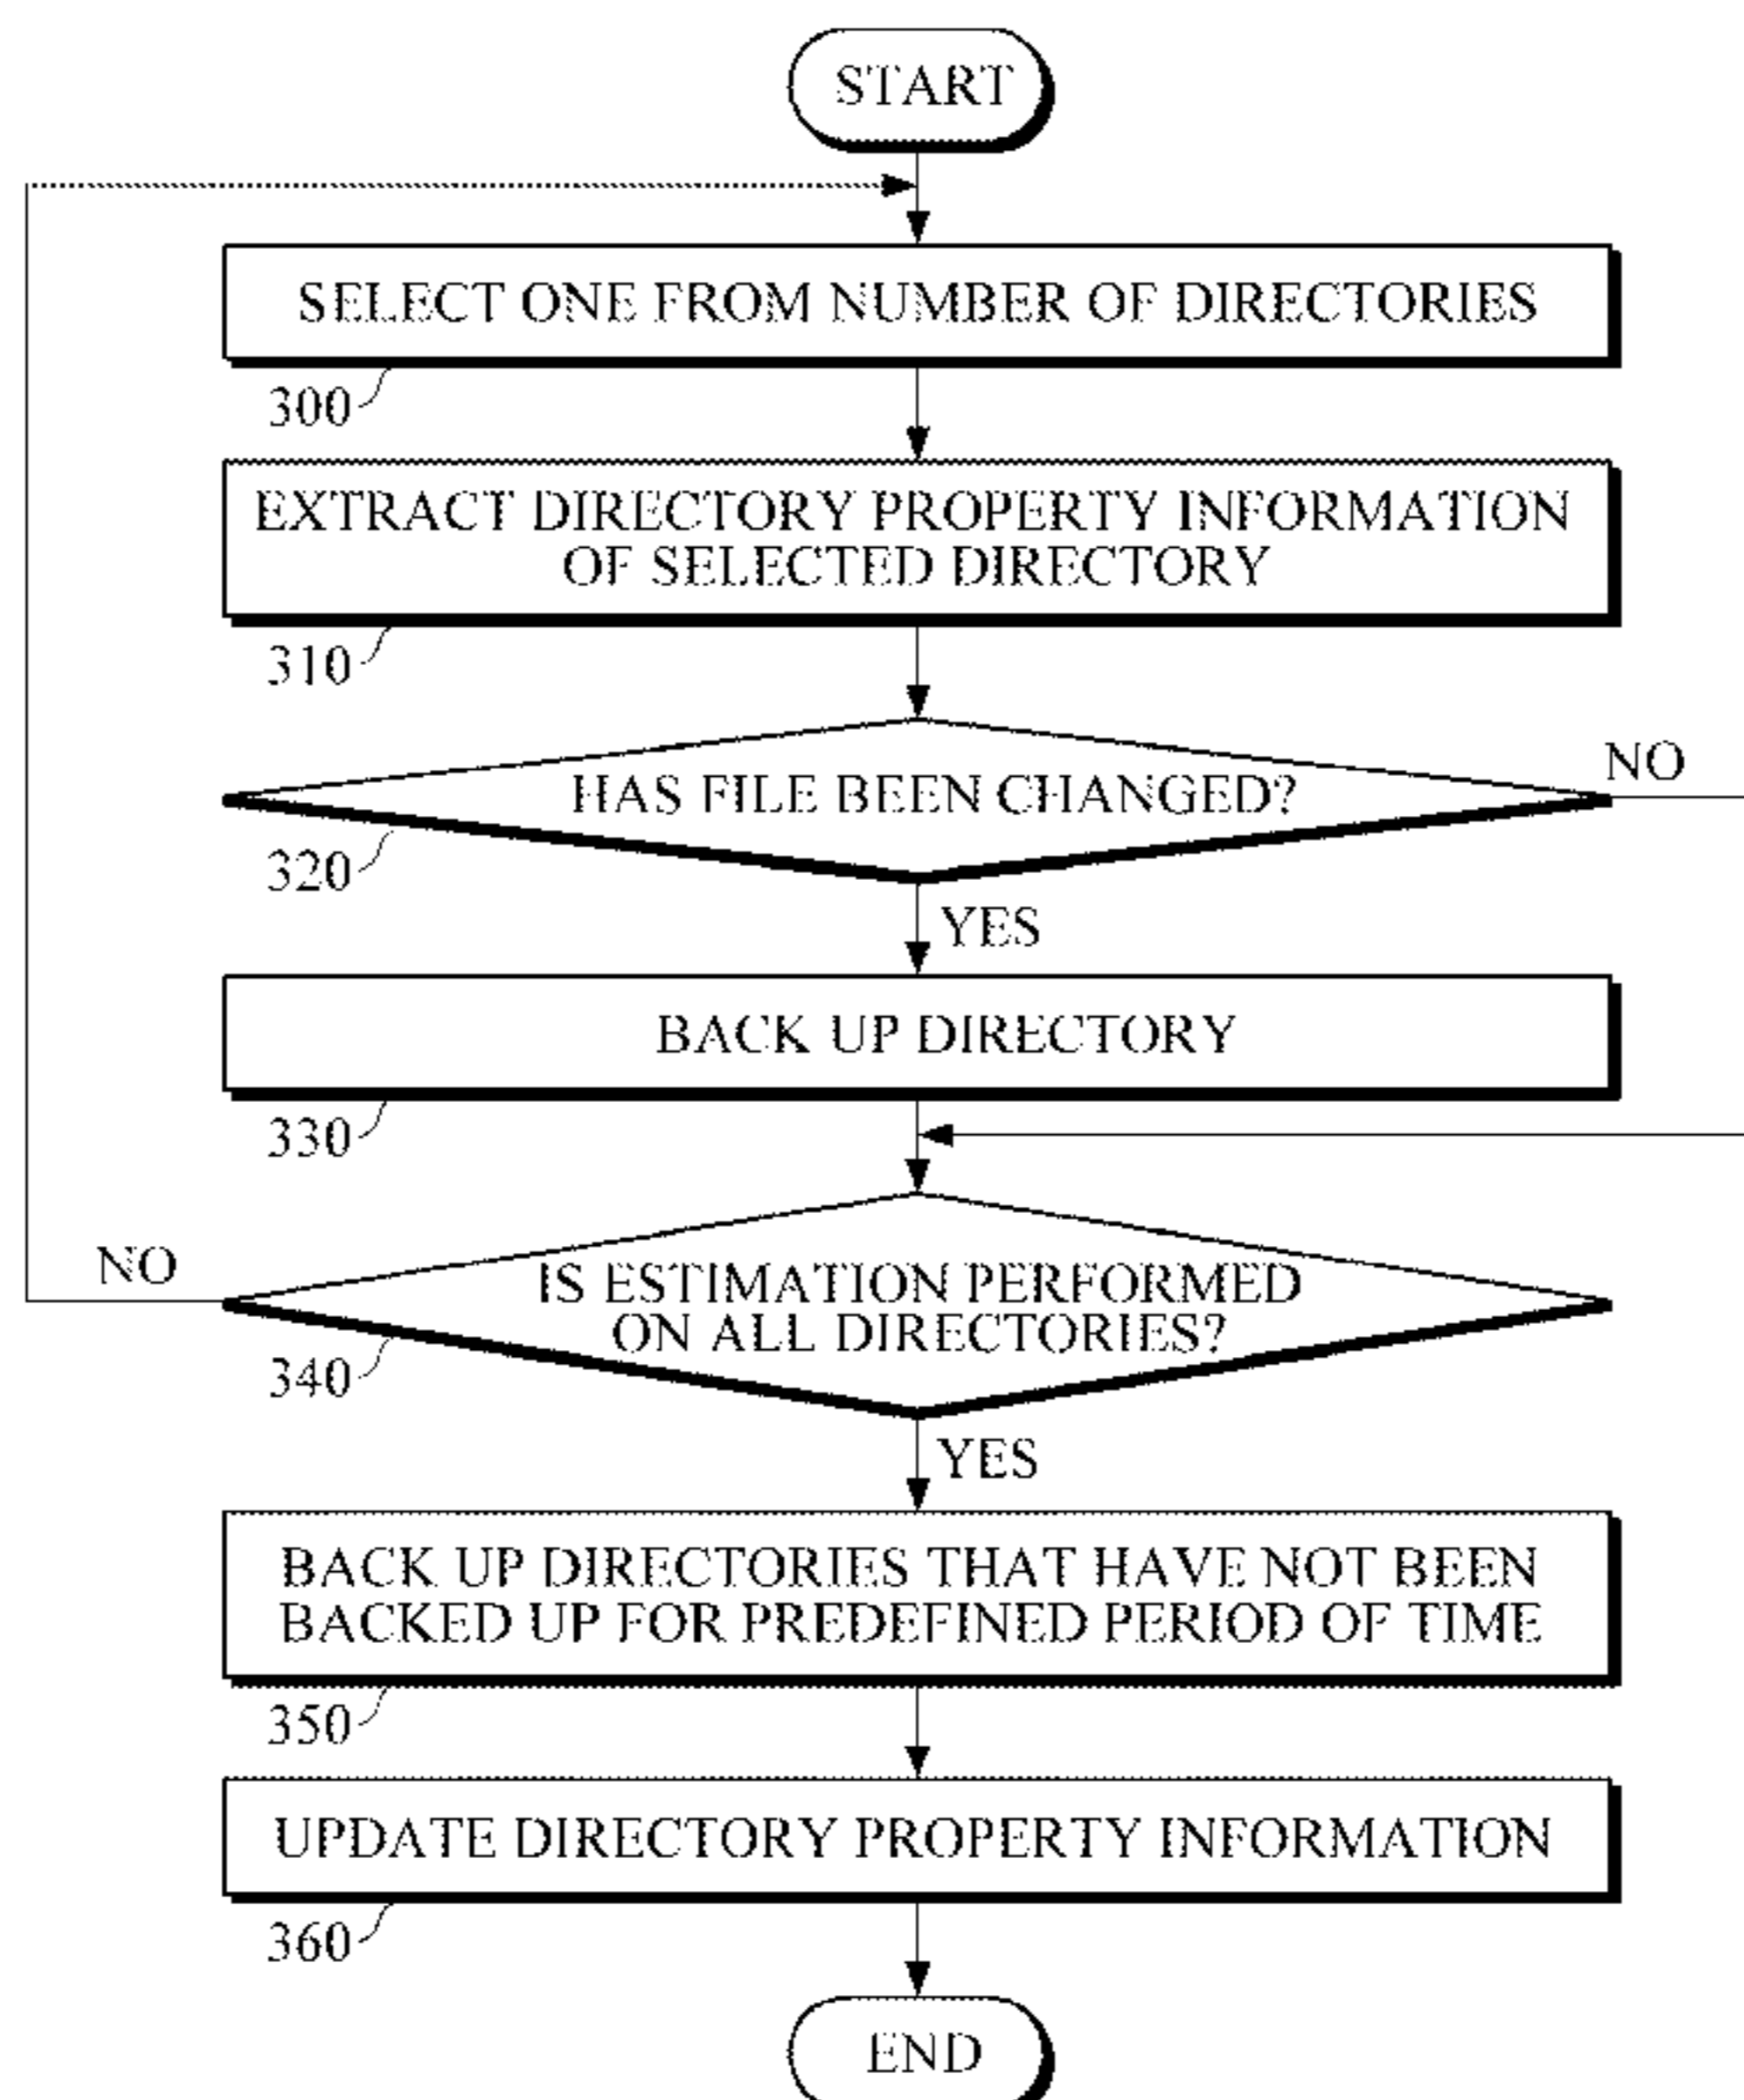 START
SELECT ONE FROM NUMBER OF DIRECTORIES
300
EXTRACT DIRECTORY PROPERTY INFORMATION
OF SELECTED DIRECTORY
310
HAS FILE BEEN CHANGED?
NO
320
YES
BACK UP DIRECTORY
330
NO
IS ESTIMATION PERFORMED
ON ALL DIRECTORIES?
340
YES
BACK UP DIRECTORIES THAT HAVE NOT BEEN
BACKED UP FOR PREDEFINED PERIOD OF TIME
350
UPDATE DIRECTORY PROPERTY INFORMATION
360
END